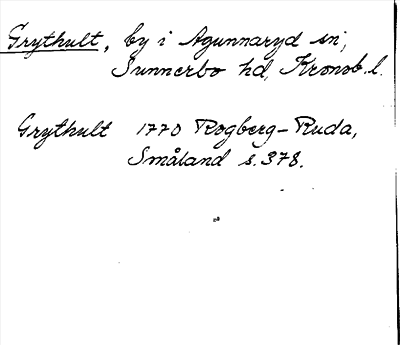 Grythult, by i Agunnaryd sn,
Sunnerbo hd, Kronob. l.
Grythult 1770 Rogberg-Ruda,
Småland s. 378.